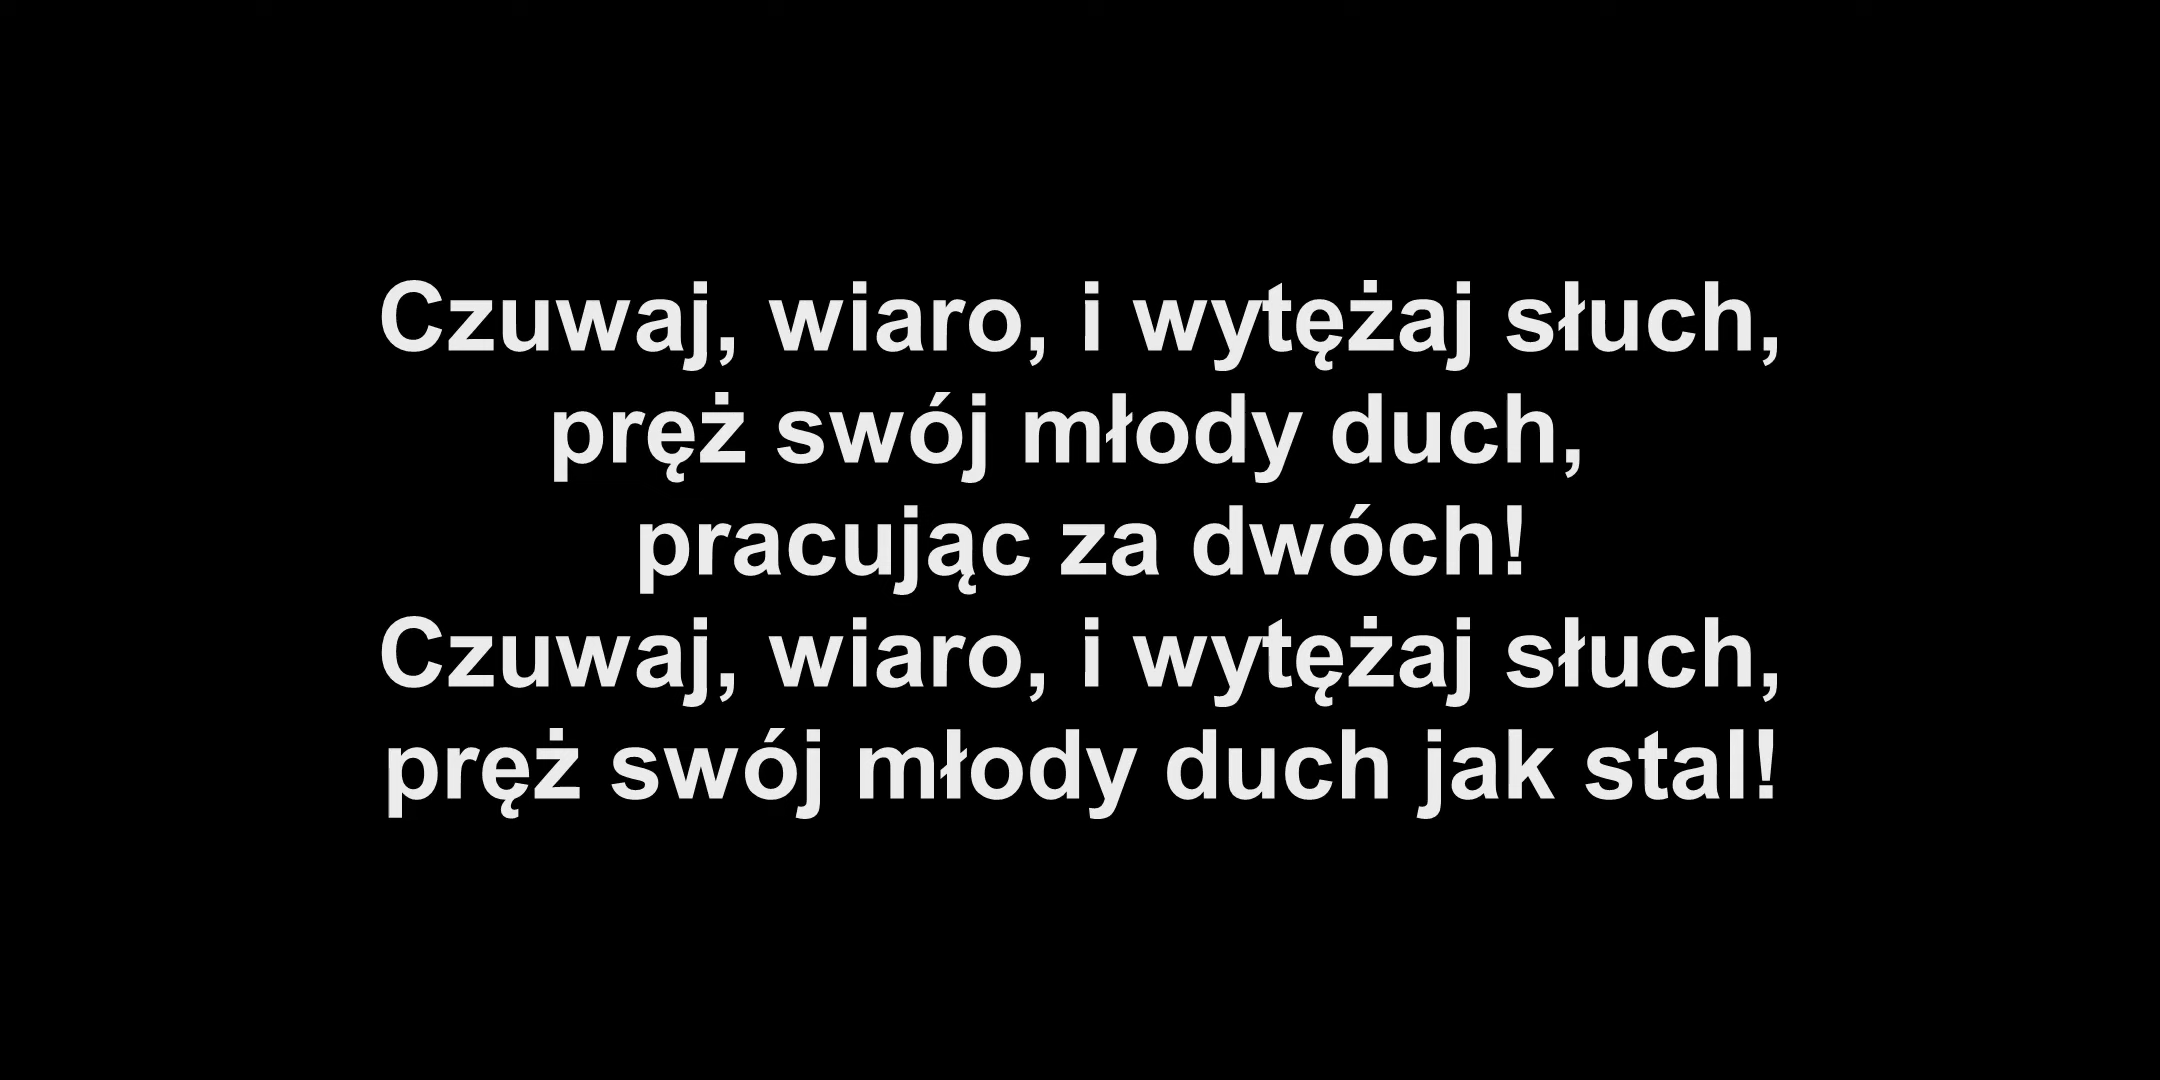 Czuwaj, wiaro, i wytężaj słuch,
pręż swój młody duch,
pracując za dwóch!
Czuwaj, wiaro, i wytężaj słuch,
pręż swój młody duch jak stal!